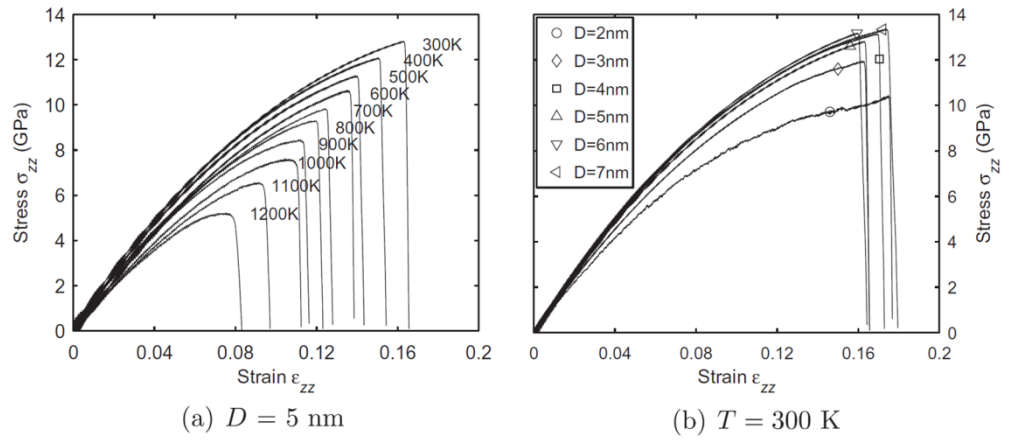 14
12
10
8
6
4
2
0
Stress σzz (GPa)
300K
400K
500K
600K
700K
800K
900K
1000K
1100K
1200K
0
0.04
0.08
0.12
0.16
0.2
Strain εzz
(a) D = 5 nm
D=2nm
D=3nm
D=4nm
D=5nm
D=6nm
D=7nm
14
12
10
8
6
4
2
0
Stress σzz (GPa)
0
0.04
0.08
0.12
0.16
0.2
Strain εzz
(b) T = 300 K